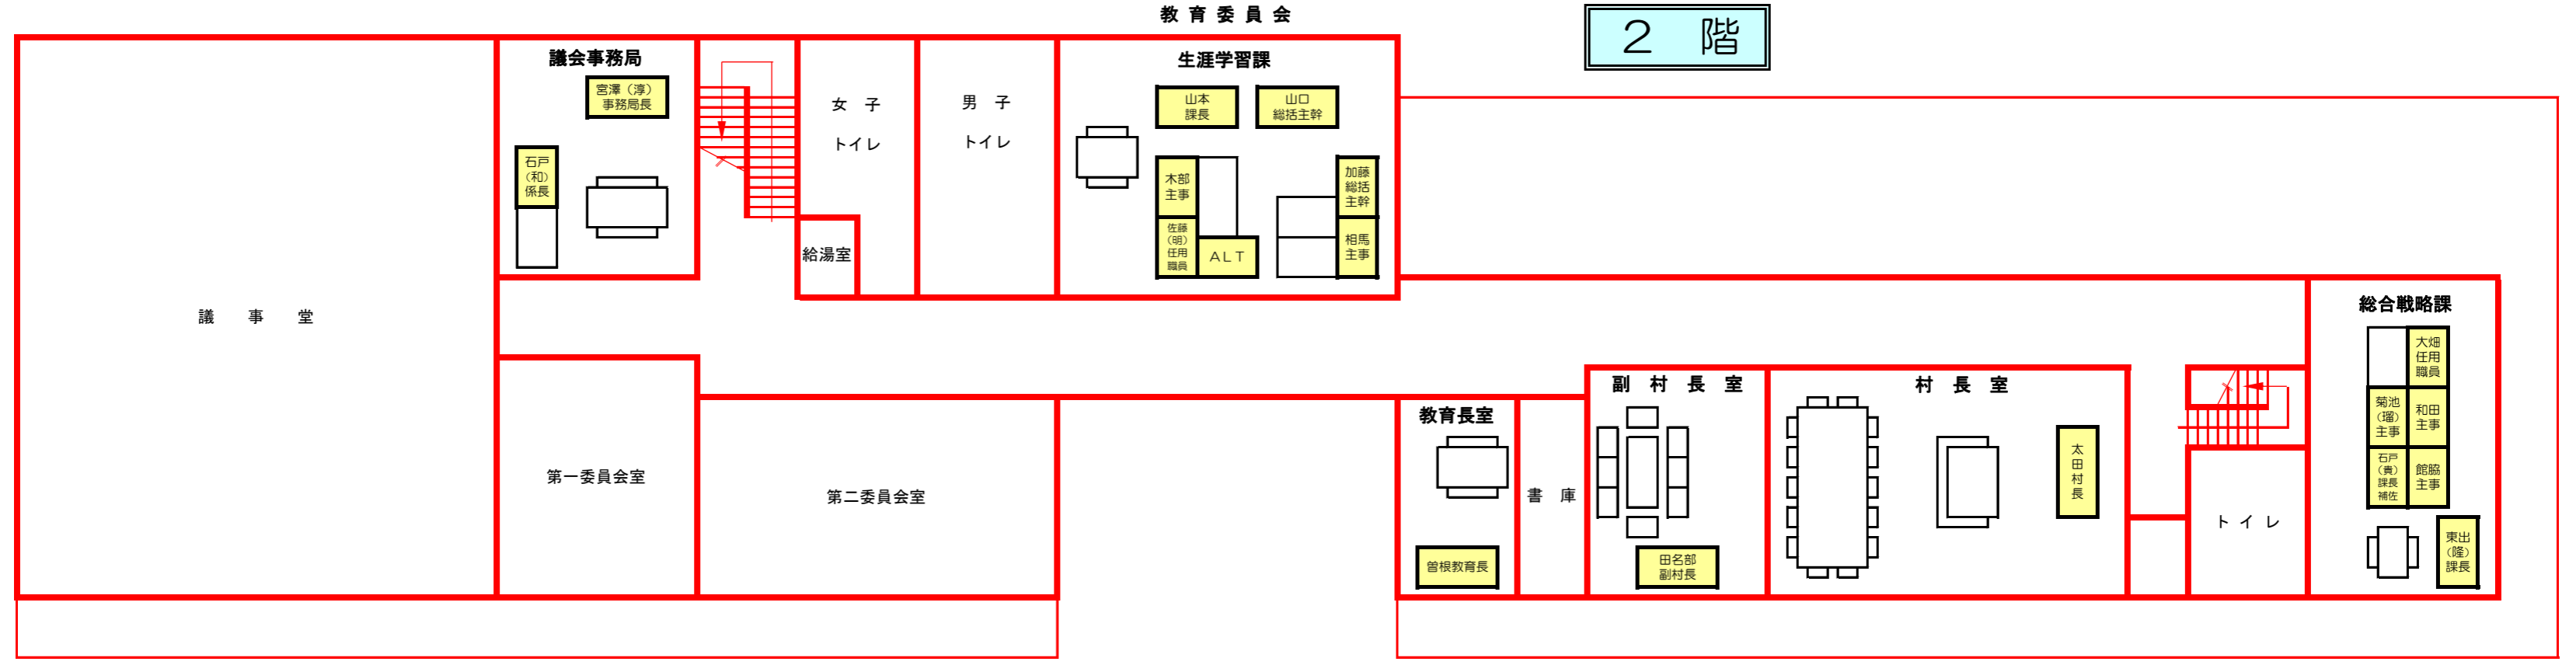 教育委員会
２　階
議会事務局
宮澤（淳）
事務局長
石戸
（和）
係長
女　子
トイレ
男　子
トイレ
給湯室
生涯学習課
山本
課長
山口
総括主幹
木部
主事
佐藤
（明）
任用
職員
ＡＬＴ
加藤
総括
主幹
相馬
主事
議　事　堂
第一委員会室
第二委員会室
教育長室
曽根教育長
書　庫
副　村　長　室
田名部
副村長
村　長　室
太
田
村
長
トイレ
総合戦略課
大畑
任用
職員
菊池
（瑠）
主事
和田
主事
石戸
（貴）
課長
補佐
館脇
主事
東出
（隆）
課長